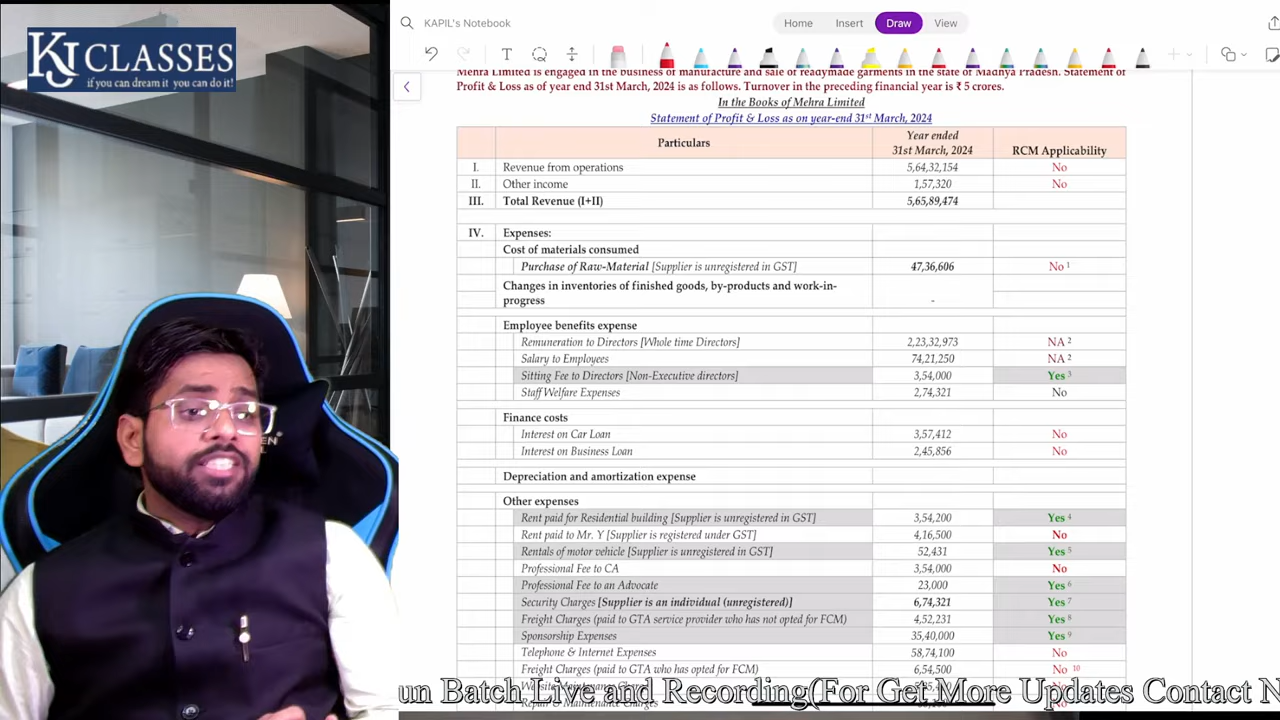 KJ CLASSES
if you can dream it you can do it!
KAPIL's Notebook
Home Insert Draw View
Mehra Limited is engaged in the business of manufacture and sale of readymade garments in the state of Madhya Pradesh. Statement of
Profit & Loss as of year end 31st March, 2024 is as follows. Turnover in the preceding financial year is ₹ 5 crores.
In the Books of Mehra Limited
Statement of Profit & Loss as on year-end 31st March, 2024
Particulars Year ended 31st March, 2024 RCM Applicability
I. Revenue from operations 5,64,32,154 No
II. Other income 1,57,320 No
III. Total Revenue (I+II) 5,65,89,474
IV. Expenses:
Cost of materials consumed
Purchase of Raw-Material [Supplier is unregistered in GST] 47,36,606 No 1
Changes in inventories of finished goods, by-products and work-in-
progress -
Employee benefits expense
Remuneration to Directors [Whole time Directors] 2,23,32,973 NA 2
Salary to Employees 74,21,250 NA 2
Sitting Fee to Directors [Non-Executive directors] 3,54,000 Yes 3
Staff Welfare Expenses 2,74,321 No
Finance costs
Interest on Car Loan 3,57,412 No
Interest on Business Loan 2,45,856 No
Depreciation and amortization expense
Other expenses
Rent paid for Residential building [Supplier is unregistered in GST] 3,54,200 Yes 4
Rent paid to Mr. Y [Supplier is registered under GST] 4,16,500 No
Rentals of motor vehicle [Supplier is unregistered in GST] 52,431 Yes 5
Professional Fee to CA 3,54,000 No
Professional Fee to an Advocate 23,000 Yes 6
Security Charges [Supplier is an individual (unregistered)] 6,74,321 Yes 7
Freight Charges (paid to GTA service provider who has not opted for FCM) 4,52,231 Yes 8
Sponsorship Expenses 35,40,000 Yes 9
Telephone & Internet Expenses 58,74,100 No
Freight Charges (paid to GTA who has opted for FCM) 6,54,500 No 10
un Batch Live and Recording(For Get More Updates Contact N
Repair & Maintenance Charges